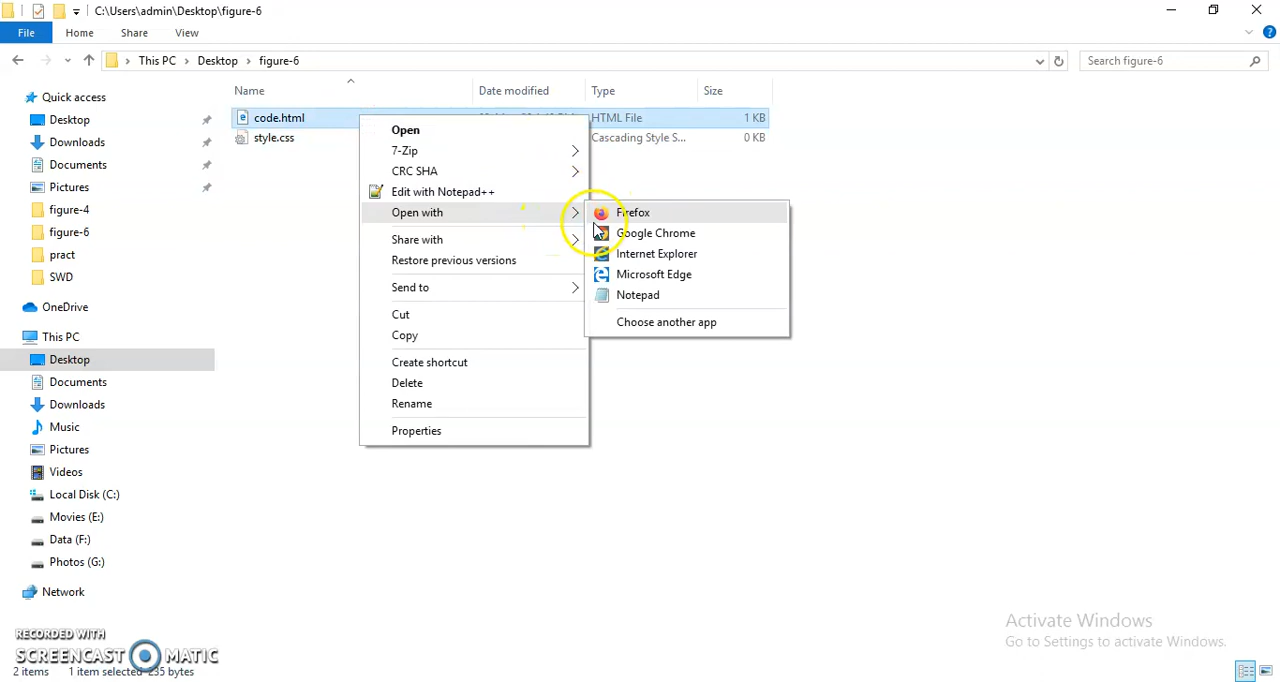 C:\Users\admin\Desktop\figure-6
File Home Share View
This PC Desktop figure-6
Search figure-6
Name Date modified Type Size
Quick access
Desktop
Downloads
Documents
Pictures
figure-4
figure-6
pract
SWD
OneDrive
This PC
Desktop
Documents
Downloads
Music
Pictures
Videos
Local Disk (C:)
Movies (E:)
Data (F:)
Photos (G:)
Network
code.html HTML File 1 KB
style.css Cascading Style S... 0 KB
Open
7-Zip
CRC SHA
Edit with Notepad++
Open with
Share with
Restore previous versions
Send to
Cut
Copy
Create shortcut
Delete
Rename
Properties
Firefox
Google Chrome
Internet Explorer
Microsoft Edge
Notepad
Choose another app
Activate Windows
Go to Settings to activate Windows.
RECORDED WITH
SCREENCAST MATIC
2 items 1 item selected 235 bytes